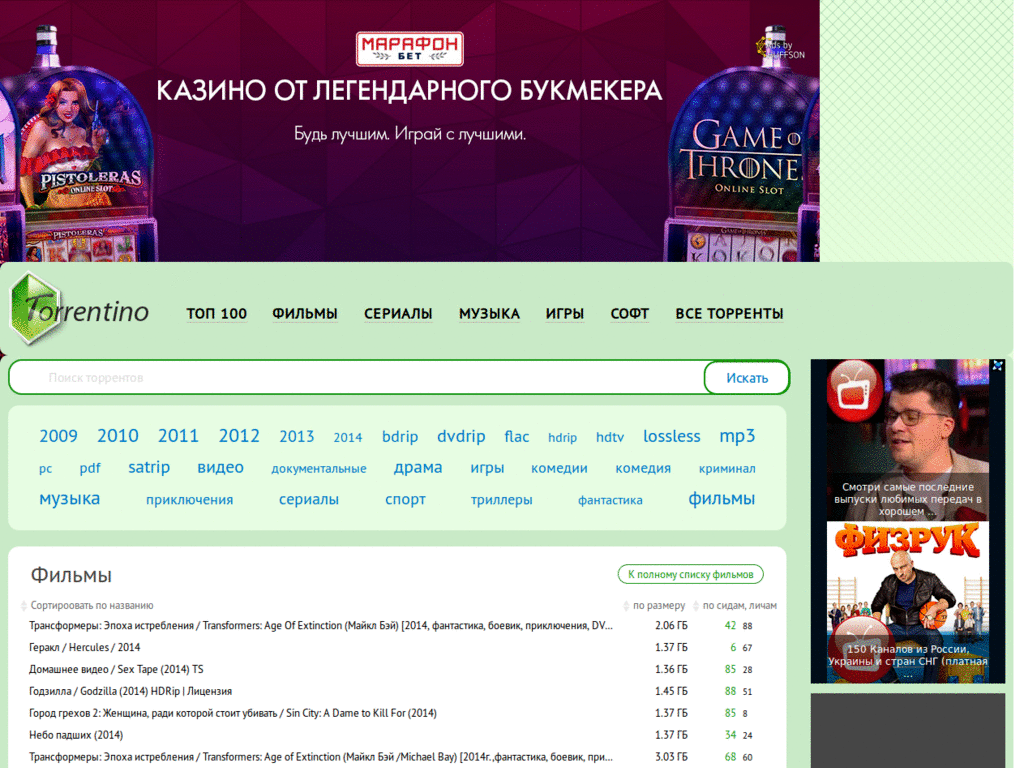 МАРАФОН
БЕТ
Ads by
КАЗИНО ОТ ЛЕГЕНДАРНОГО БУКМЕКЕРА
Будь лучшим. Играй с лучшими.
PISTOLERAS
ONLINE SLOT
PISTOLERAS
GAME OF
THRONES
ONLINE SLOT
Torrentino
ТОП 100 ФИЛЬМЫ СЕРИАЛЫ МУЗЫКА ИГРЫ СОФТ ВСЕ ТОРРЕНТЫ
Поиск торрентов Искать
2009 2010 2011 2012 2013 2014 bdrip dvdrip flac hdrip hdtv lossless mp3
pc pdf satrip видео документальные драма игры комедии комедия криминал
музыка приключения сериалы спорт триллеры фантастика фильмы
Фильмы К полному списку фильмов
Сортировать по названию по размеру по сидам, личам
Трансформеры: Эпоха истребления / Transformers: Age Of Extinction (Майкл Бэй) [2014, фантастика, боевик, приключения, DV... 2.06 ГБ 42 88
Геракл / Hercules / 2014 1.37 ГБ 6 67
Домашнее видео / Sex Tape (2014) TS 1.36 ГБ 85 28
Годзилла / Godzilla (2014) HDRip | Лицензия 1.45 ГБ 88 51
Город грехов 2: Женщина, ради которой стоит убивать / Sin City: A Dame to Kill For (2014) 1.37 ГБ 85 8
Небо падших (2014) 1.37 ГБ 34 24
Трансформеры: Эпоха истребления / Transformers: Age of Extinction (Майкл Бэй /Michael Bay) [2014г.,фантастика, боевик, при... 3.03 ГБ 68 60
Смотри самые последние
выпуски любимых передач в
хорошем ...
ФИЗРУК
150 Каналов из России,
Украины и стран СНГ (платная
...